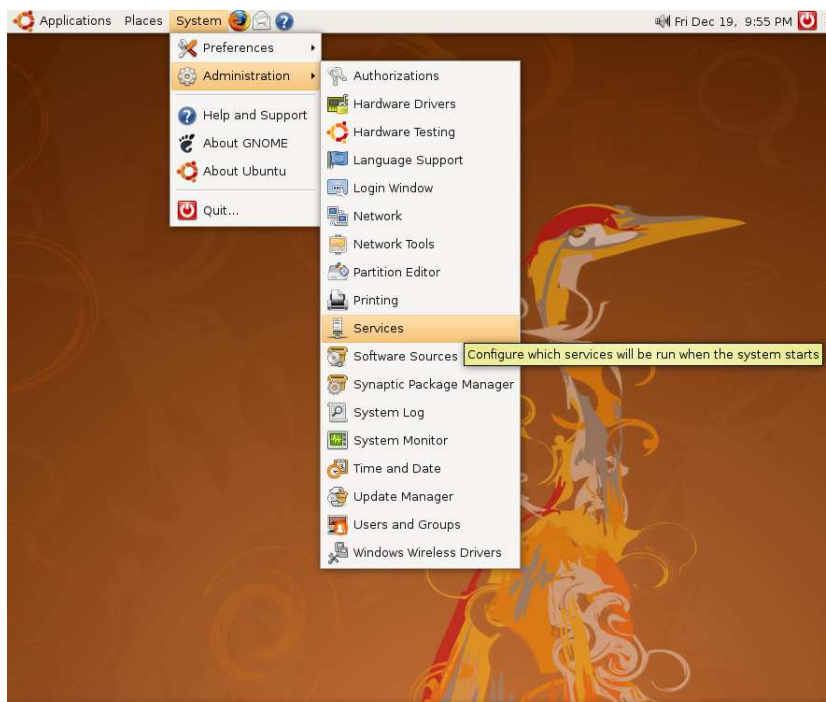 Applications Places System Fri Dec 19, 9:55 PM
Preferences
Administration
Help and Support
About GNOME
About Ubuntu
Quit...
Authorizations
Hardware Drivers
Hardware Testing
Language Support
Login Window
Network
Network Tools
Partition Editor
Printing
Services
Configure which services will be run when the system starts
Software Sources
Synaptic Package Manager
System Log
System Monitor
Time and Date
Update Manager
Users and Groups
Windows Wireless Drivers